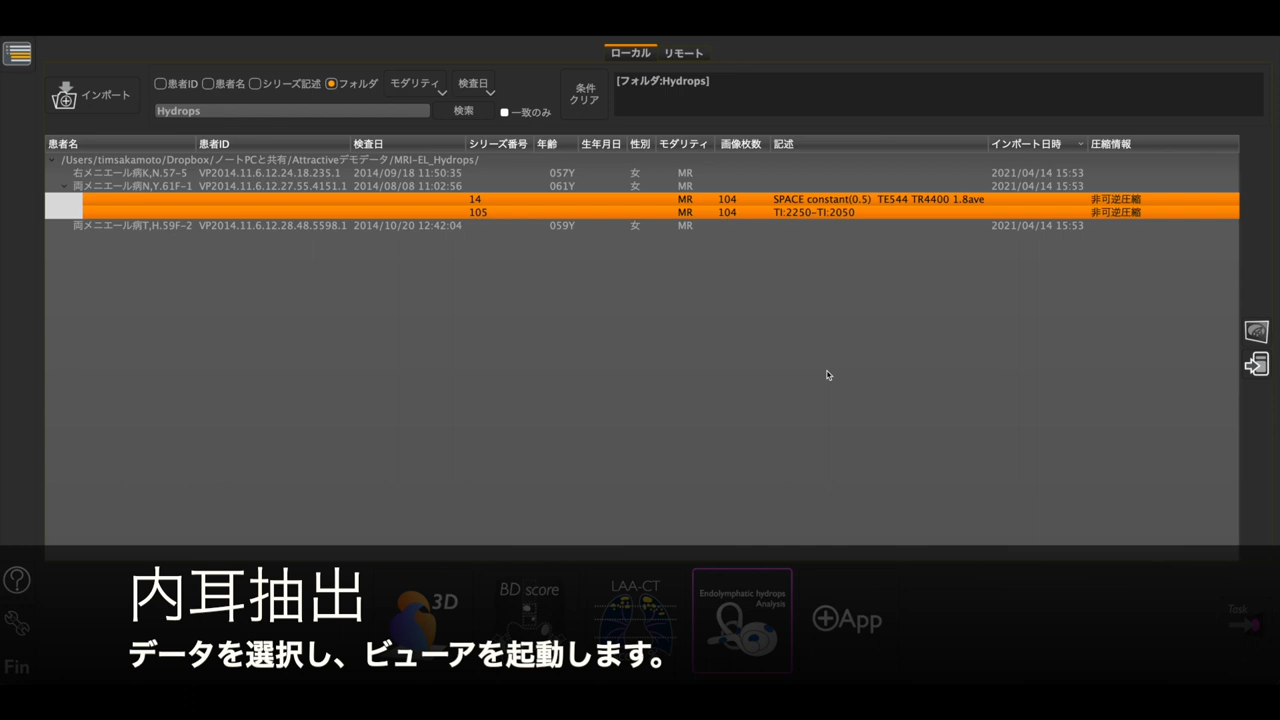 ローカル リモート
インポート
患者ID 患者名 シリーズ記述 フォルダ モダリティ 検査日
Hydrops 検索 一致のみ
条件
クリア
[フォルダ:Hydrops]
患者名 患者ID 検査日 シリーズ番号 年齢 生年月日 性別 モダリティ 画像枚数 記述 インポート日時 圧縮情報
/Users/timsakamoto/Dropbox/ノートPCと共有/Attractiveデモデータ/MRI-EL_Hydrops/
右メニエール病K,N.57-5 VP2014.11.6.12.24.18.235.1 2014/09/18 11:50:35 057Y 女 MR 2021/04/14 15:53
両メニエール病N,Y.61F-1 VP2014.11.6.12.27.55.4151.1 2014/08/08 11:02:56 061Y 女 MR 2021/04/14 15:53
14 MR 104 SPACE constant(0.5) TE544 TR4400 1.8ave 非可逆圧縮
105 MR 104 TI:2250-TI:2050 非可逆圧縮
両メニエール病T,H.59F-2 VP2014.11.6.12.28.48.5598.1 2014/10/20 12:42:04 059Y 女 MR 2021/04/14 15:53
内耳抽出
データを選択し、ビューアを起動します。
3D
BD score
LAA-CT
Endolymphatic hydrops
Analysis
App
Task
Fin